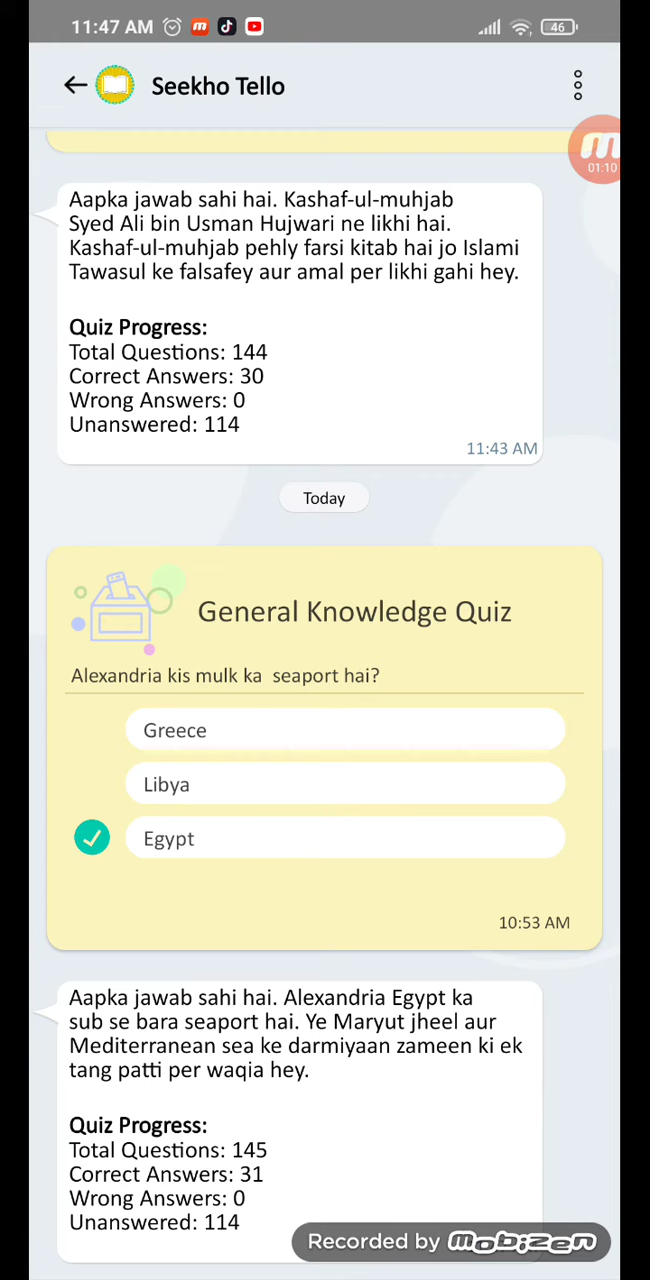 11:47 AM
46
Seekho Tello
01:10
Aapka jawab sahi hai. Kashaf-ul-muhjab
Syed Ali bin Usman Hujwari ne likhi hai.
Kashaf-ul-muhjab pehly farsi kitab hai jo Islami
Tawasul ke falsafey aur amal per likhi gahi hey.
Quiz Progress:
Total Questions: 144
Correct Answers: 30
Wrong Answers: 0
Unanswered: 114
11:43 AM
Today
General Knowledge Quiz
Alexandria kis mulk ka  seaport hai?
Greece
Libya
Egypt
10:53 AM
Aapka jawab sahi hai. Alexandria Egypt ka
sub se bara seaport hai. Ye Maryut jheel aur
Mediterranean sea ke darmiyaan zameen ki ek
tang patti per waqia hey.
Quiz Progress:
Total Questions: 145
Correct Answers: 31
Wrong Answers: 0
Unanswered: 114
Recorded by mobizen